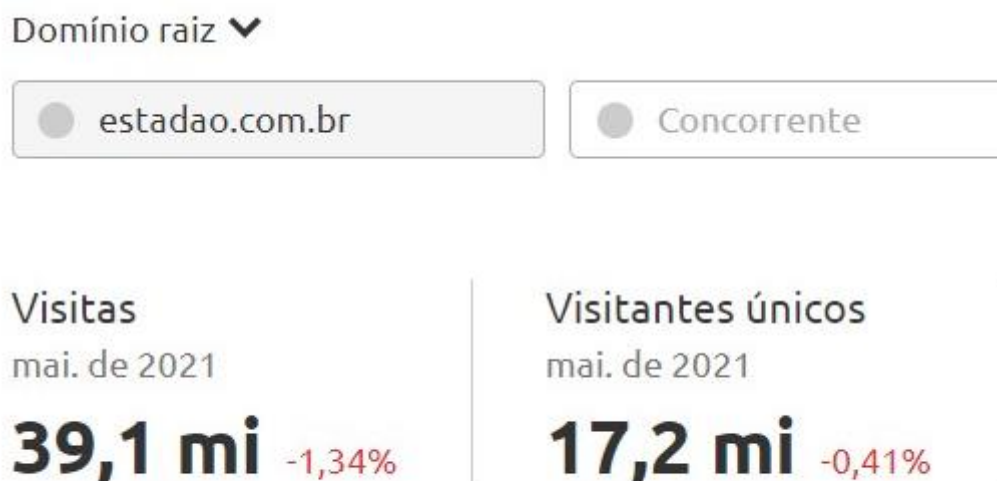 Domínio raiz
estadao.com.br
Concorrente
Visitas
mai. de 2021
39,1 mi -1,34%
Visitantes únicos
mai. de 2021
17,2 mi -0,41%